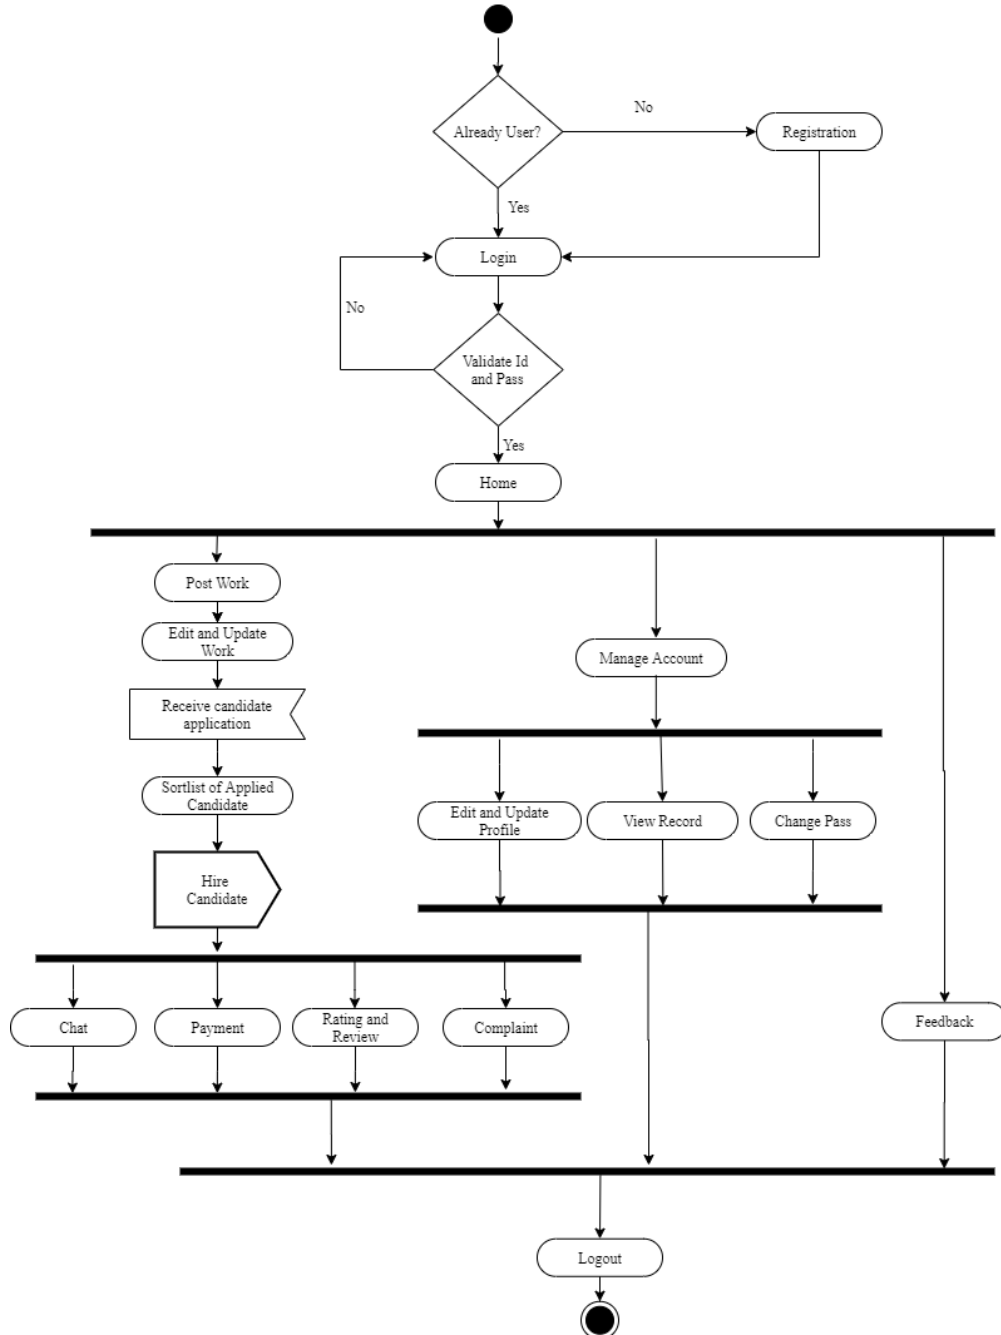 No
Already User?
Registration
Yes
Login
No
Validate Id
and Pass
Yes
Home
Post Work
Edit and Update
Work
Manage Account
Receive candidate
application
Sortlist of Applied
Candidate
Edit and Update
Profile
View Record
Change Pass
Hire
Candidate
Chat
Payment
Rating and
Review
Complaint
Feedback
Logout